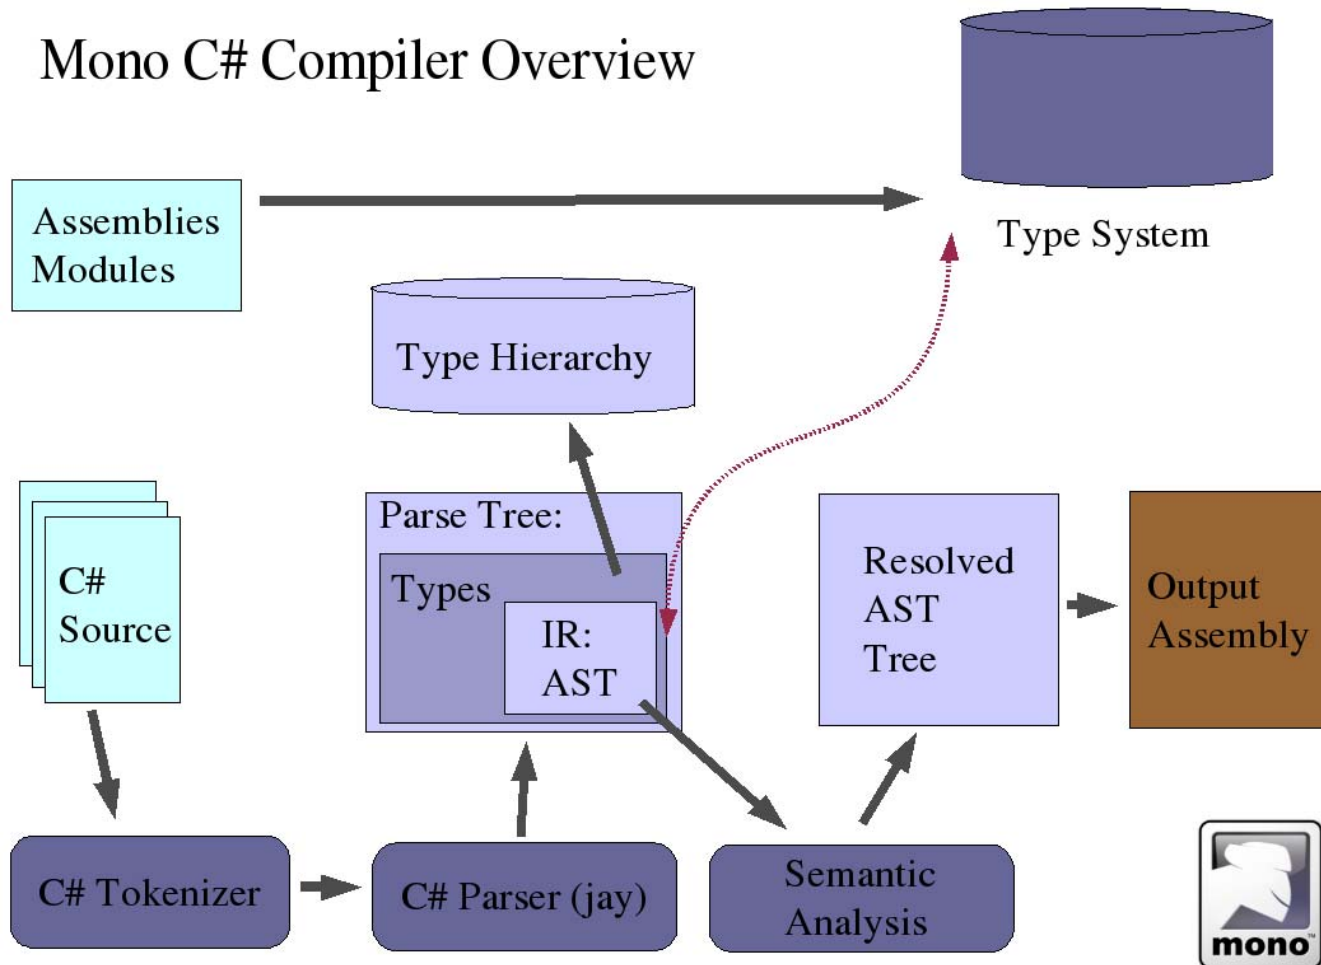 Mono C# Compiler Overview
Assemblies
Modules
Type System
Type Hierarchy
Parse Tree:
Types
IR:
AST
C#
Source
Resolved
AST
Tree
Output
Assembly
C# Tokenizer
C# Parser (jay)
Semantic
Analysis
mono™